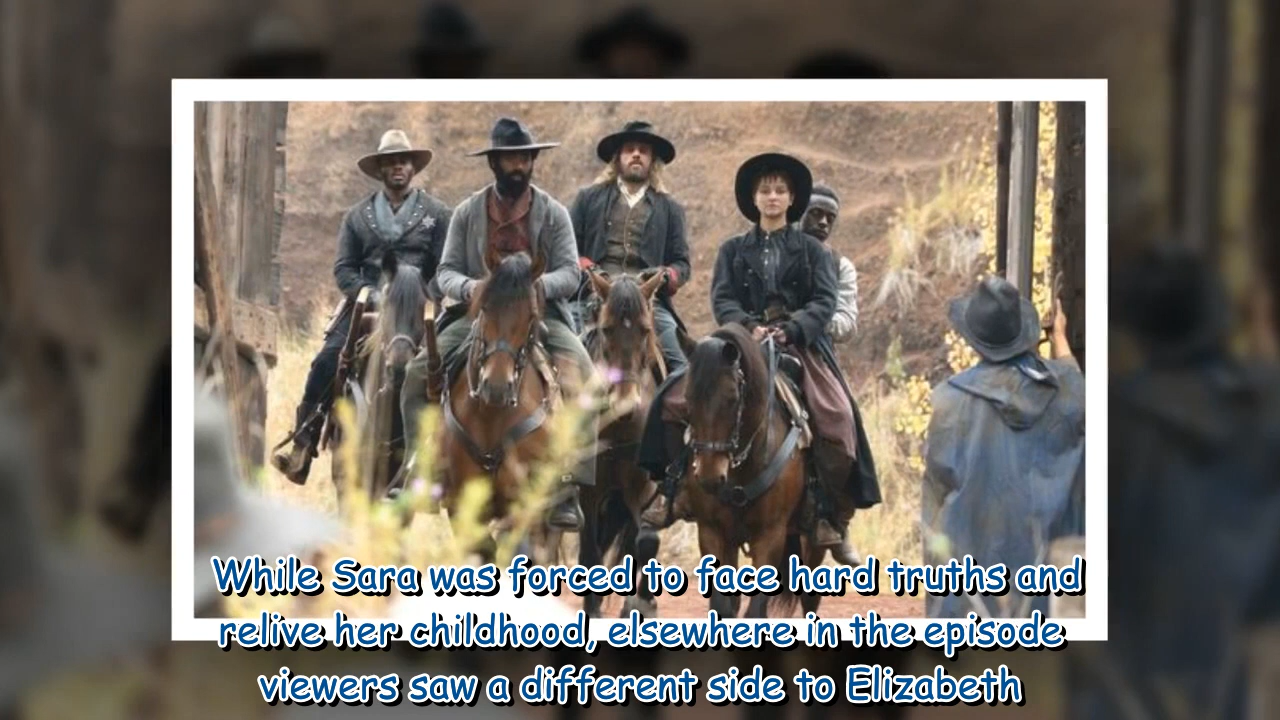 While Sara was forced to face hard truths and
relive her childhood, elsewhere in the episode
viewers saw a different side to Elizabeth